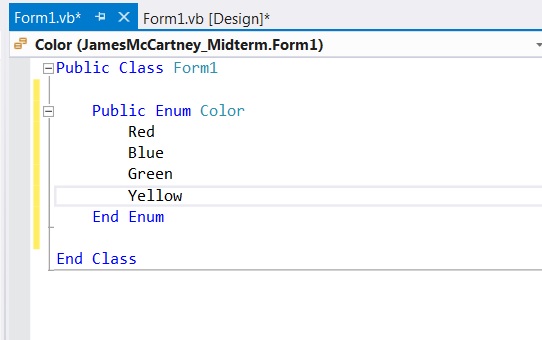 Form1.vb* Form1.vb [Design]*
Color (JamesMcCartney_Midterm.Form1)
Public Class Form1
Public Enum Color
Red
Blue
Green
Yellow
End Enum
End Class